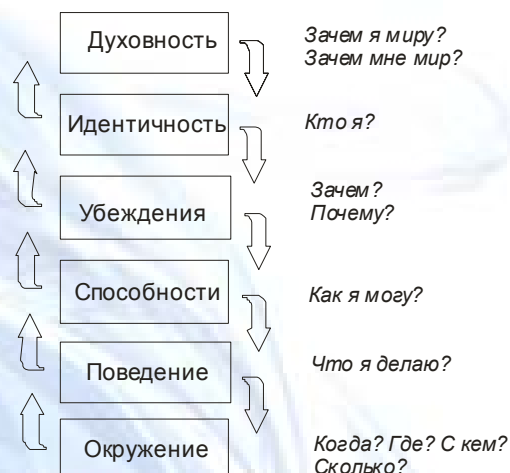 Духовность
Зачем я миру?
Зачем мне мир?
Идентичность
Кто я?
Убеждения
Зачем?
Почему?
Способности
Как я могу?
Поведение
Что я делаю?
Окружение
Когда? Где? С кем?
Сколько?